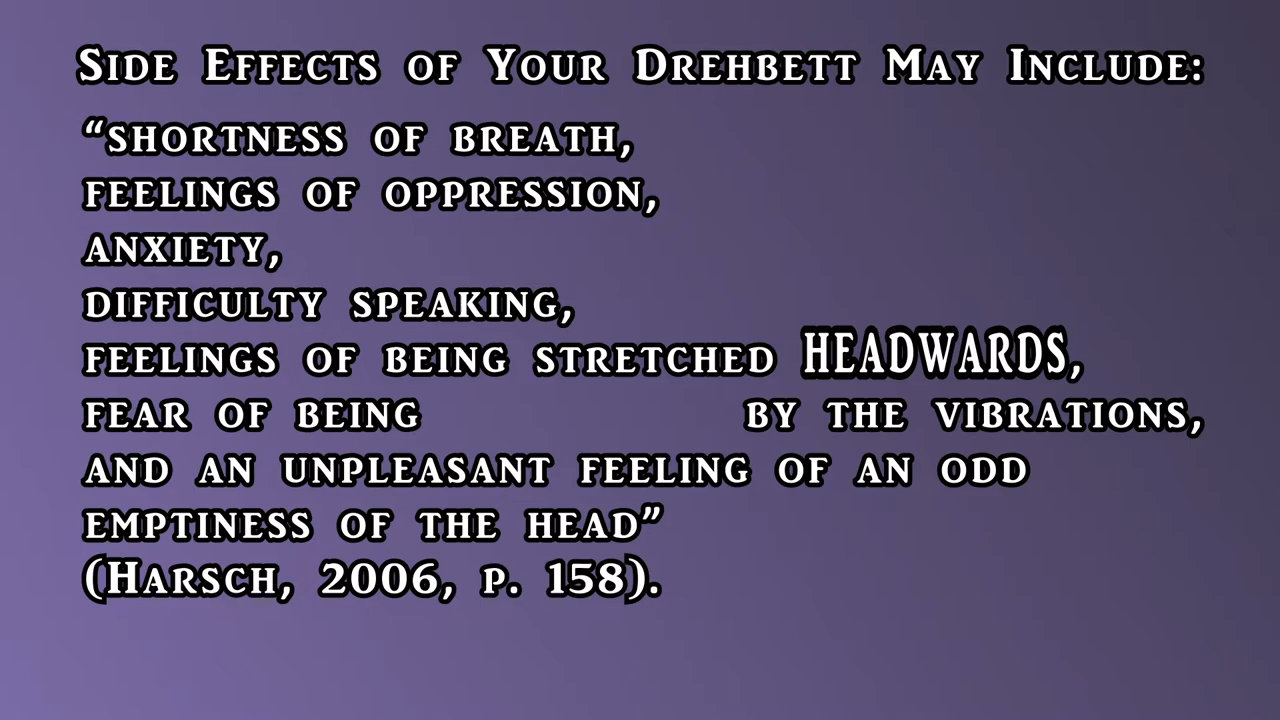 Side Effects of Your Drehbett May Include:
“shortness of breath,
feelings of oppression,
anxiety,
difficulty speaking,
feelings of being stretched HEADWARDS,
fear of being by the vibrations,
and an unpleasant feeling of an odd
emptiness of the head”
(Harsch, 2006, p. 158).